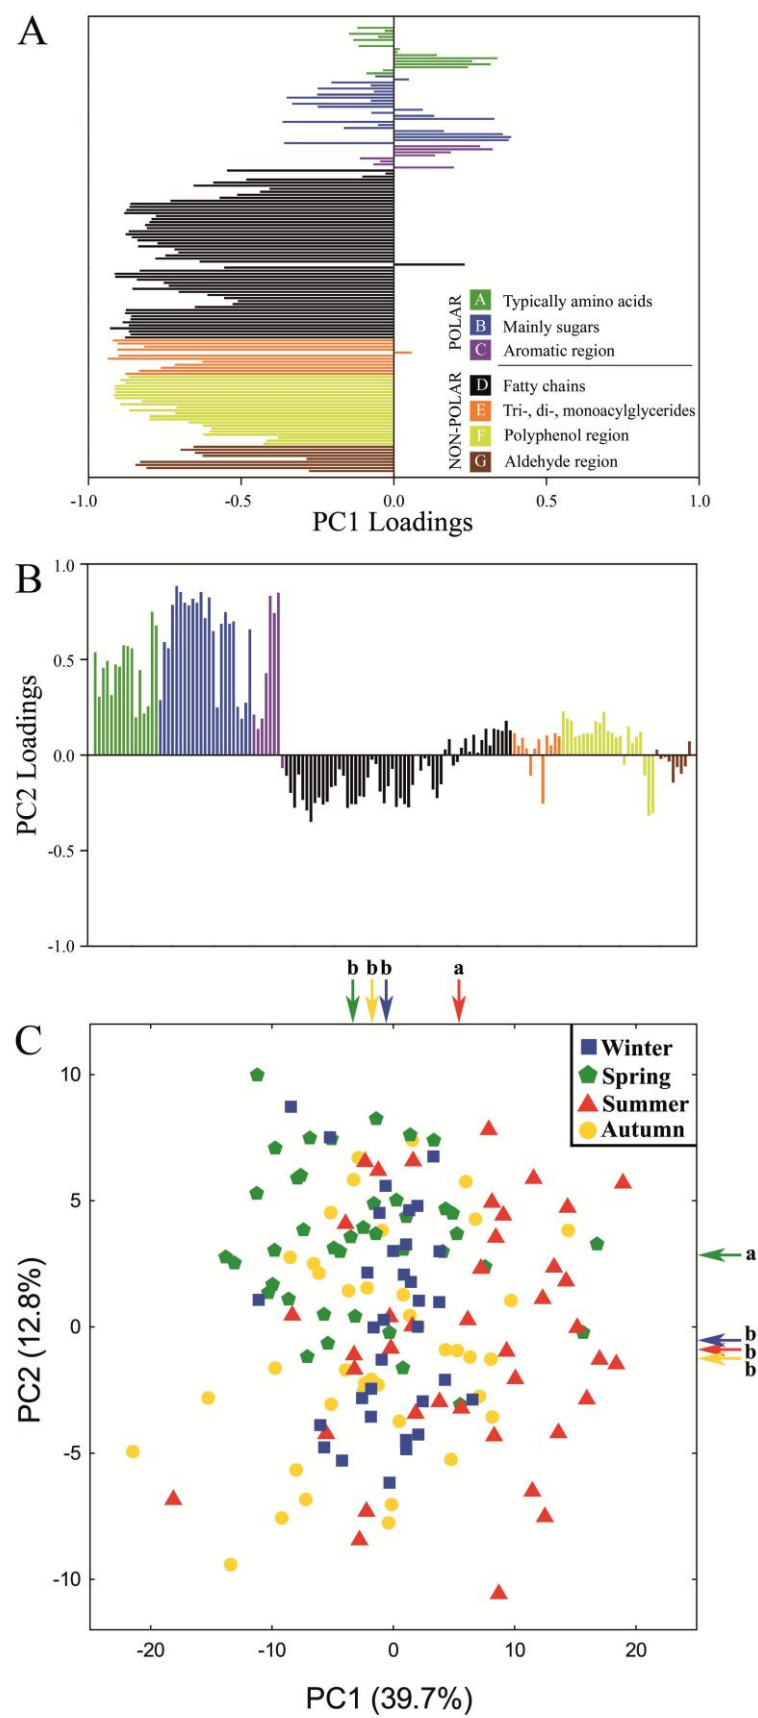 A
POLAR
A Typically amino acids
B Mainly sugars
C Aromatic region
NON-POLAR
D Fatty chains
E Tri-, di-, monoacylglycerides
F Polyphenol region
G Aldehyde region
-1.0 -0.5 0.0 0.5 1.0
PC1 Loadings
B
1.0
0.5
0.0
-0.5
-1.0
PC2 Loadings
b b b a
C
Winter
Spring
Summer
Autumn
10
5
0
-5
-10
a
b
b
b
PC2 (12.8%)
-20 -10 0 10 20
PC1 (39.7%)